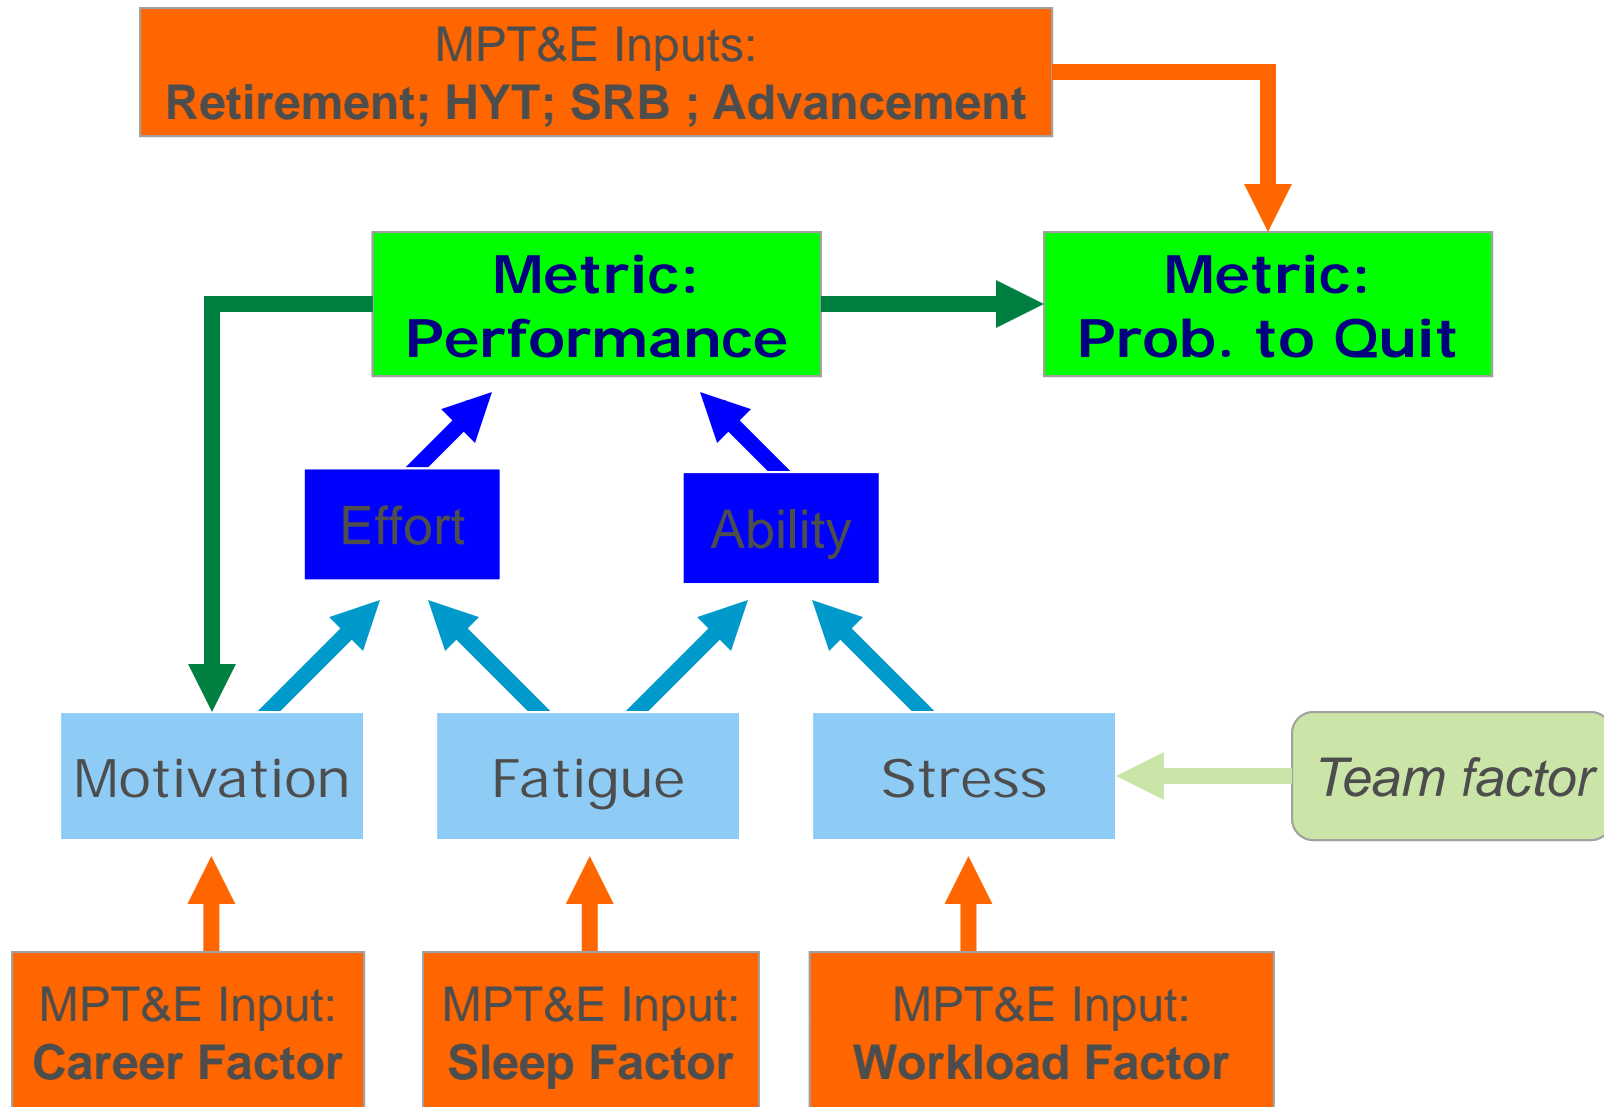 MPT&E Inputs:
Retirement; HYT; SRB ; Advancement
Metric:
Performance
Metric:
Prob. to Quit
Effort
Ability
Motivation
Fatigue
Stress
Team factor
MPT&E Input:
Career Factor
MPT&E Input:
Sleep Factor
MPT&E Input:
Workload Factor